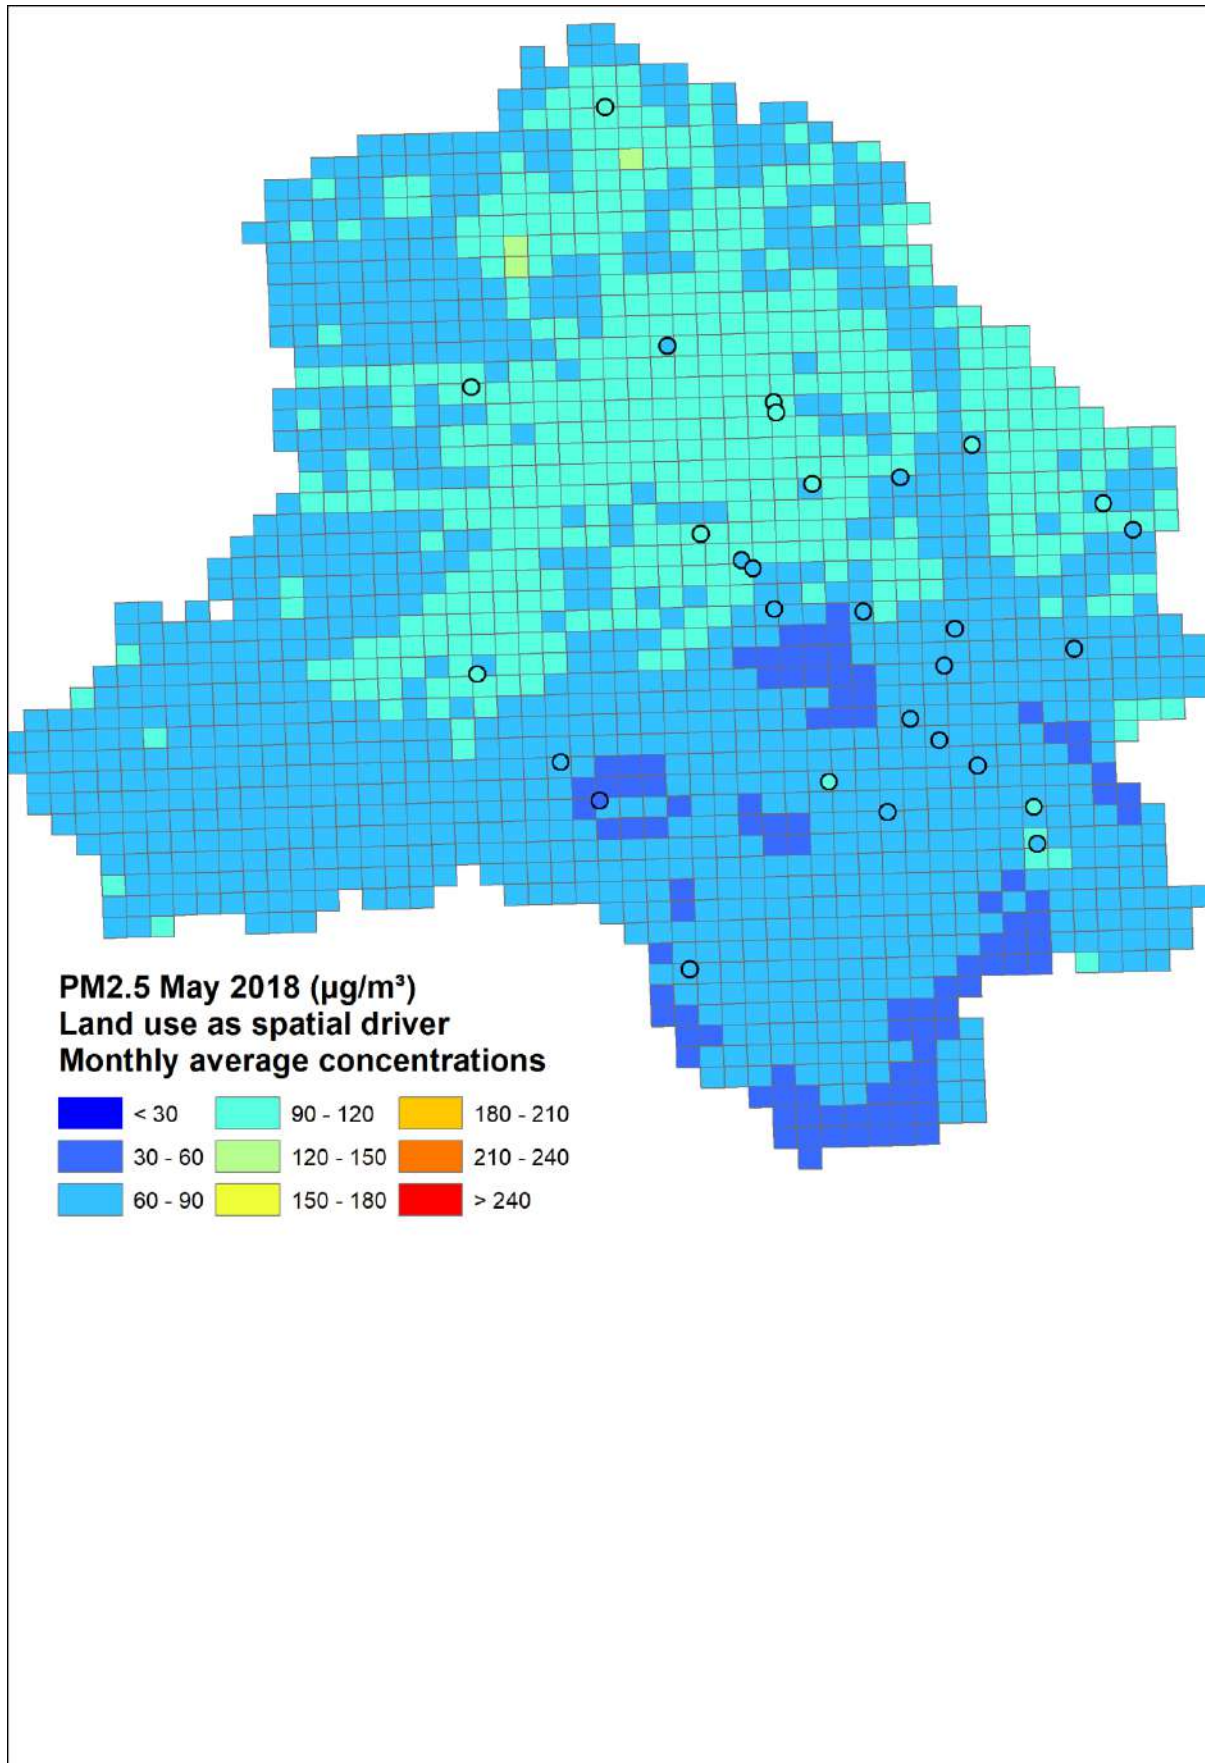 PM2.5 May 2018 (µg/m³)
Land use as spatial driver
Monthly average concentrations
< 30
90 - 120
180 - 210
30 - 60
120 - 150
210 - 240
60 - 90
150 - 180
> 240